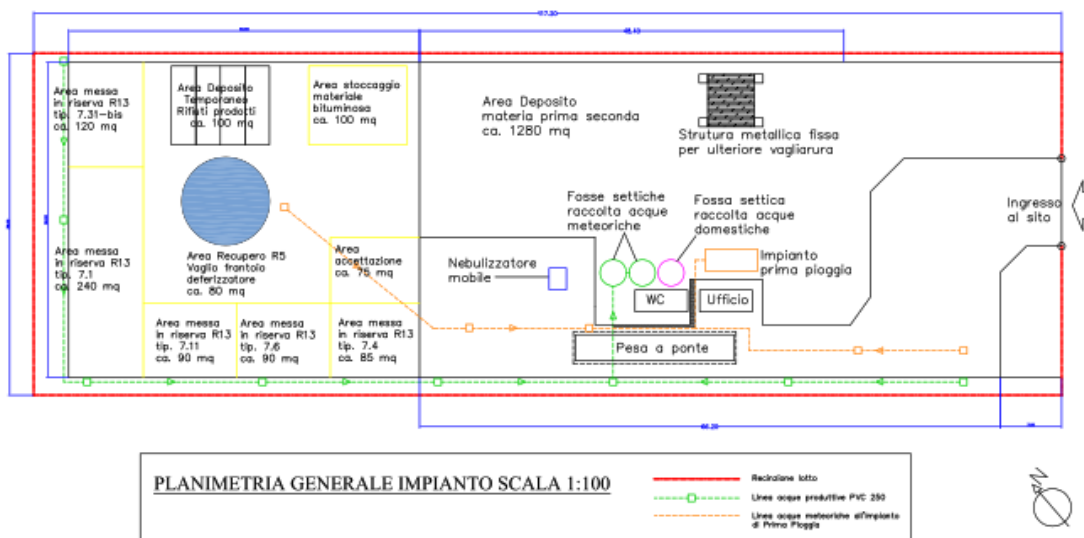 117.20
Area messa
in riserva R13
tip. 7.31-bis
ca. 120 mq
Area Deposito
Temporanea
Rifiuti prodotti
ca. 100 mq
Area stoccaggio
materiale
bituminosa
ca. 100 mq
Area Deposito
materia prima seconda
ca. 1280 mq
Strutura metallica fissa
per ulteriore vagliarura
Ingresso
al sito
Fosse settiche
raccolta acque
meteoriche
Fossa settica
raccolta acque
domestiche
Area messa
in riserva R13
tip. 7.1
ca. 240 mq
Area Recupero R5
Vaglio frantoio
deferizzatore
ca. 80 mq
Area
accettazione
ca. 75 mq
Nebulizzatore
mobile
Impianto
prima pioggia
WC
Ufficio
Area messa
in riserva R13
tip. 7.11
ca. 90 mq
Area messa
in riserva R13
tip. 7.6
ca. 90 mq
Area messa
in riserva R13
tip. 7.4
ca. 85 mq
Pesa a ponte
PLANIMETRIA GENERALE IMPIANTO SCALA 1:100
Recinzione lotto
Linea acque produttive PVC 250
Linea acque meteoriche all'impianto
di Prima Pioggia
N